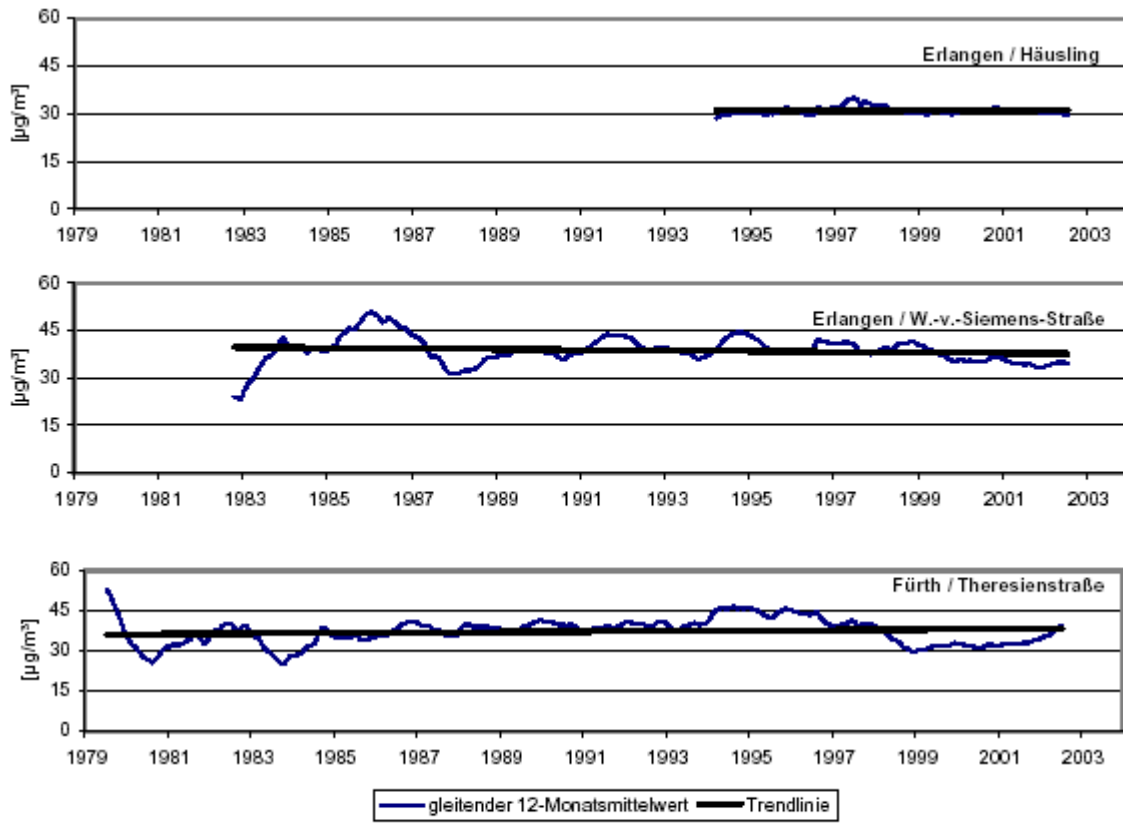 60
Erlangen / Häusling
45
[µg/m³]
30
15
0
1979 1981 1983 1985 1987 1989 1991 1993 1995 1997 1999 2001 2003
60
Erlangen / W.-v.-Siemens-Straße
45
[µg/m³]
30
15
0
1979 1981 1983 1985 1987 1989 1991 1993 1995 1997 1999 2001 2003
60
Fürth / Theresienstraße
45
[µg/m³]
30
15
0
1979 1981 1983 1985 1987 1989 1991 1993 1995 1997 1999 2001 2003
gleitender 12-Monatsmittelwert Trendlinie